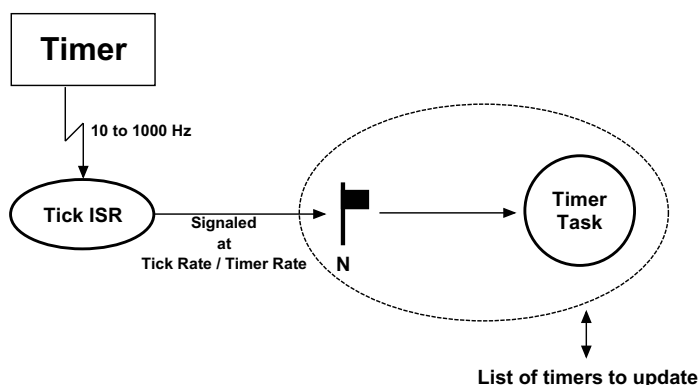 Timer
10 to 1000 Hz
Tick ISR
Signaled
at
Tick Rate / Timer Rate
N
Timer
Task
List of timers to update